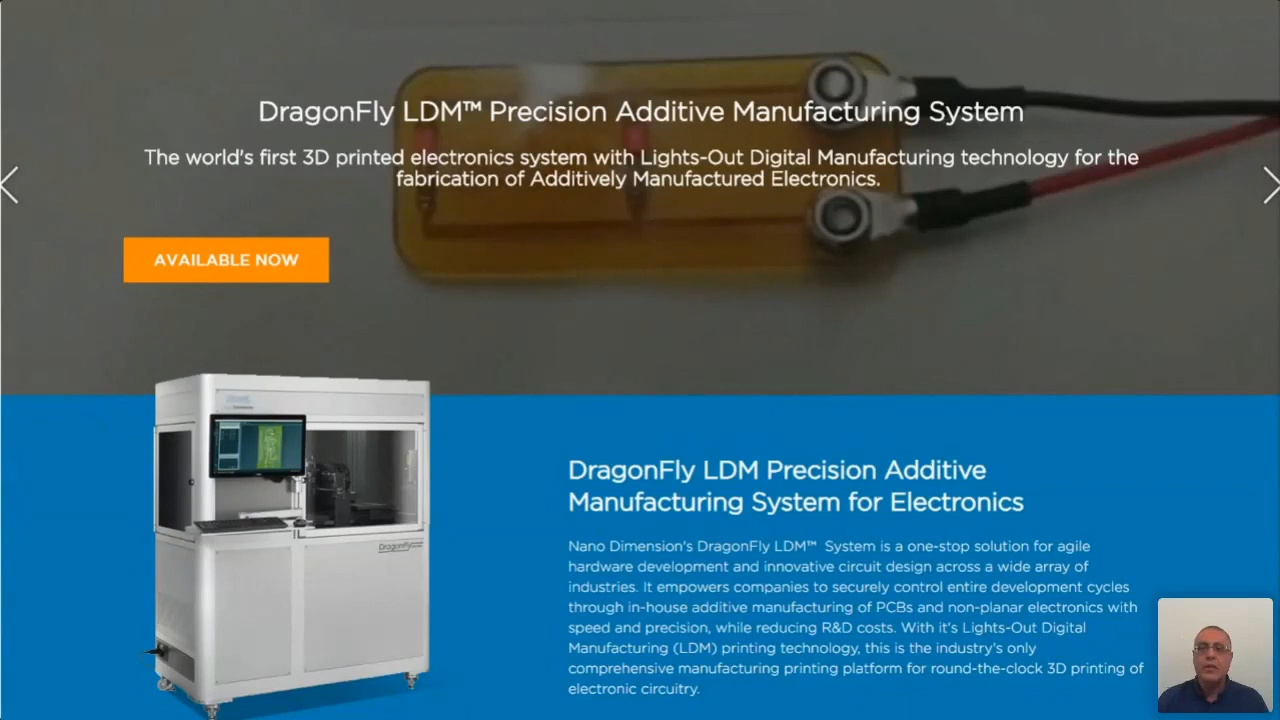 DragonFly LDM™ Precision Additive Manufacturing System
The world's first 3D printed electronics system with Lights-Out Digital Manufacturing technology for the
fabrication of Additively Manufactured Electronics.
AVAILABLE NOW
DragonFly
DragonFly LDM Precision Additive
Manufacturing System for Electronics
Nano Dimension's DragonFly LDM™ System is a one-stop solution for agile
hardware development and innovative circuit design across a wide array of
industries. It empowers companies to securely control entire development cycles
through in-house additive manufacturing of PCBs and non-planar electronics with
speed and precision, while reducing R&D costs. With it's Lights-Out Digital
Manufacturing (LDM) printing technology, this is the industry's only
comprehensive manufacturing printing platform for round-the-clock 3D printing of
electronic circuitry.